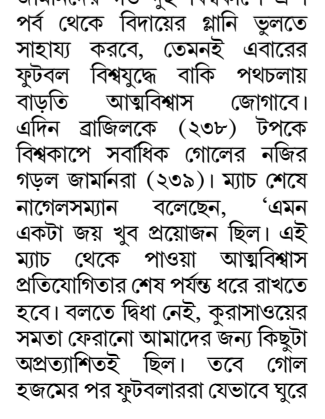 পর্ব থেকে বিদায়ের গ্লানি ভুলতে
সাহায্য করবে, তেমনই এবারের
ফুটবল বিশ্বযুদ্ধে বাকি পথচলায়
বাড়তি আত্মবিশ্বাস জোগাবে।
এদিন ব্রাজিলকে (২৩৮) টপকে
বিশ্বকাপে সর্বাধিক গোলের নজির
গড়ল জার্মানরা (২৩৯)। ম্যাচ শেষে
নাগেলসম্যান বলেছেন, ‘এমন
একটা জয় খুব প্রয়োজন ছিল। এই
ম্যাচ থেকে পাওয়া আত্মবিশ্বাস
প্রতিযোগিতার শেষ পর্যন্ত ধরে রাখতে
হবে। বলতে দ্বিধা নেই, কুরাসাওয়ের
সমতা ফেরানো আমাদের জন্য কিছুটা
অপ্রত্যাশিতই ছিল। তবে গোল
হজমের পর ফুটবলাররা যেভাবে ঘুরে